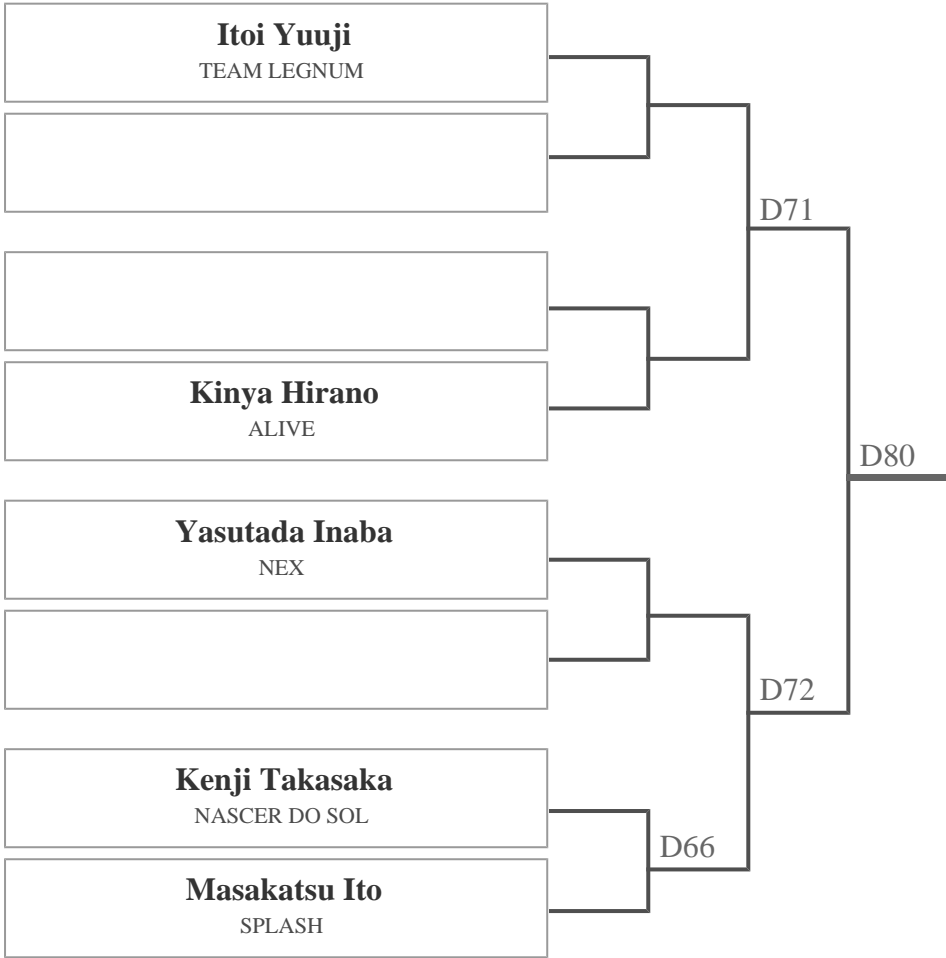 Itoi Yuuji
TEAM LEGNUM
D71
Kinya Hirano
ALIVE
D80
Yasutada Inaba
NEX
D72
Kenji Takasaka
NASCER DO SOL
D66
Masakatsu Ito
SPLASH